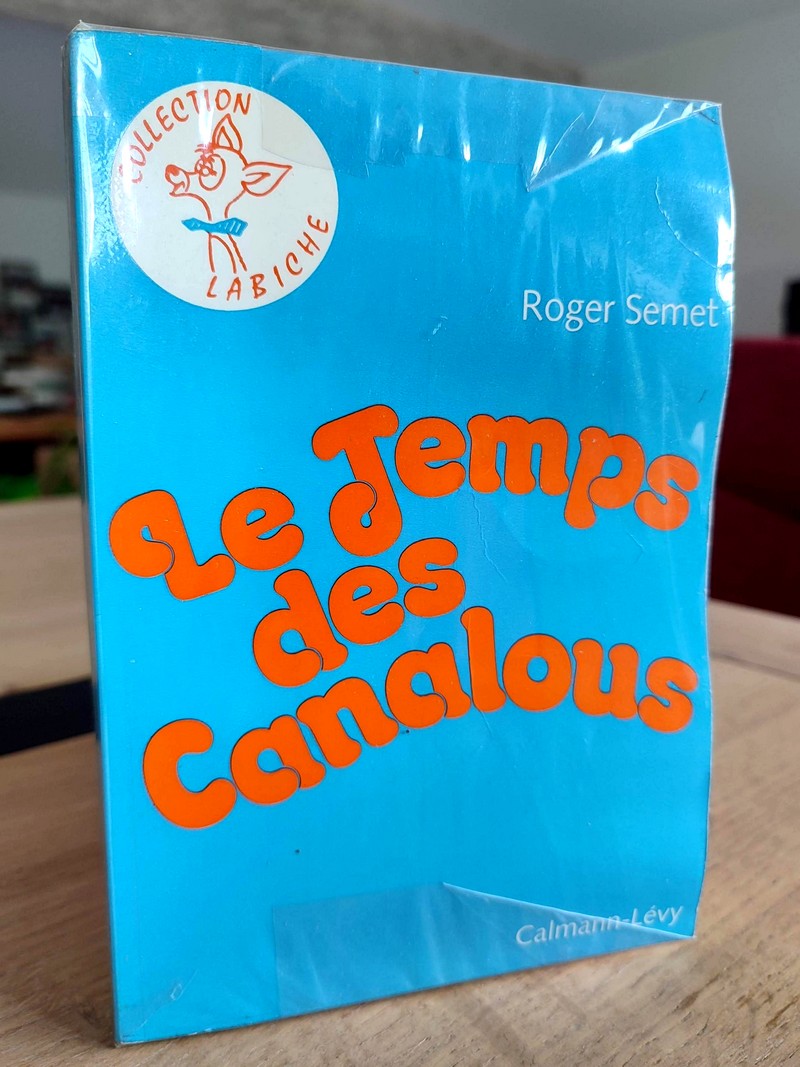 COLLECTION
LABICHE
Roger Semet
Le Temps
des
Canalous
Calmann-Lévy